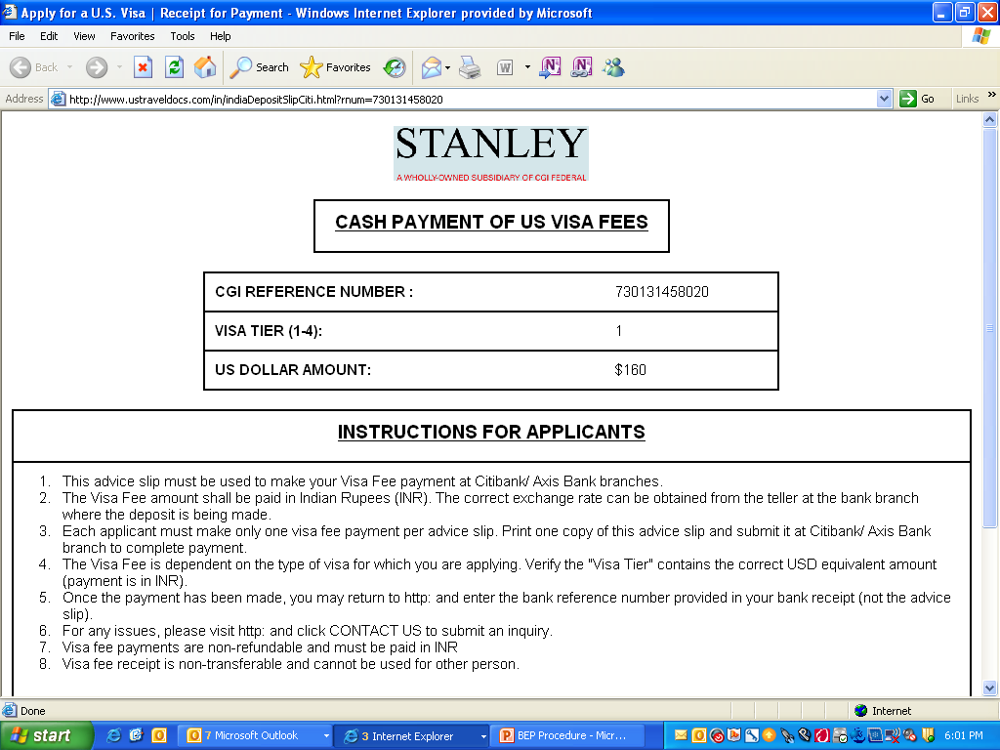 Apply for a U.S. Visa | Receipt for Payment - Windows Internet Explorer provided by Microsoft
File Edit View Favorites Tools Help
Back Search Favorites
Address http://www.ustraveldocs.com/in/indiaDepositSlipCiti.html?rnum=730131458020 Go Links »
STANLEY
A WHOLLY-OWNED SUBSIDIARY OF CGI FEDERAL
CASH PAYMENT OF US VISA FEES
CGI REFERENCE NUMBER : 730131458020
VISA TIER (1-4): 1
US DOLLAR AMOUNT: $160
INSTRUCTIONS FOR APPLICANTS
1. This advice slip must be used to make your Visa Fee payment at Citibank/ Axis Bank branches.
2. The Visa Fee amount shall be paid in Indian Rupees (INR). The correct exchange rate can be obtained from the teller at the bank branch
where the deposit is being made.
3. Each applicant must make only one visa fee payment per advice slip. Print one copy of this advice slip and submit it at Citibank/ Axis Bank
branch to complete payment.
4. The Visa Fee is dependent on the type of visa for which you are applying. Verify the "Visa Tier" contains the correct USD equivalent amount
(payment is in INR).
5. Once the payment has been made, you may return to http: and enter the bank reference number provided in your bank receipt (not the advice
slip).
6. For any issues, please visit http: and click CONTACT US to submit an inquiry.
7. Visa fee payments are non-refundable and must be paid in INR
8. Visa fee receipt is non-transferable and cannot be used for other person.
Done Internet
start 7 Microsoft Outlook 3 Internet Explorer BEP Procedure - Micr... 6:01 PM